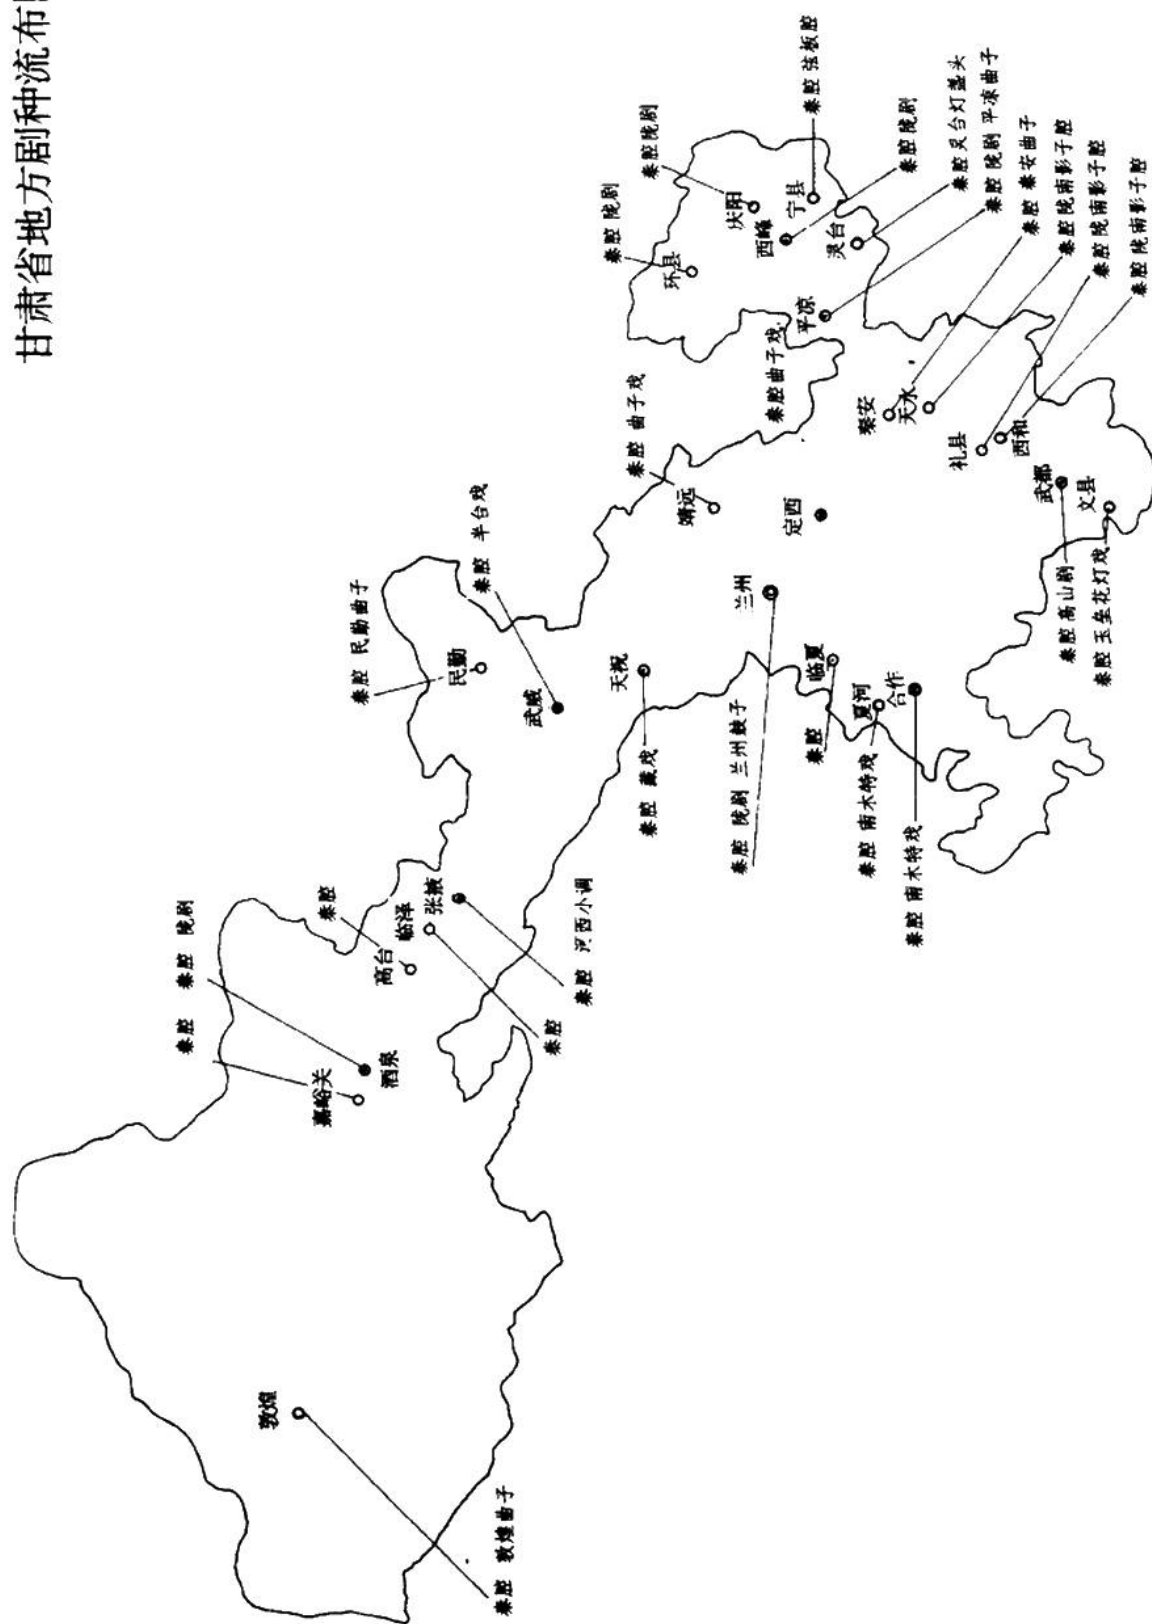 甘肃省地方剧种流布
秦腔 敦煌曲子
敦煌
秦腔
嘉峪关
秦腔 陇剧
酒泉
秦腔
高台
秦腔
临泽
张掖
秦腔 河西小调
秦腔 民勤曲子
民勤
秦腔 半台戏
武威
天祝
秦腔 藏戏
兰州
秦腔 陇剧 兰州鼓子
临夏
秦腔
夏河
秦腔 南木特戏
合作
秦腔 南木特戏
秦腔 曲子戏
靖远
定西
秦腔曲子戏
秦腔 陇剧
环县
秦腔陇剧
庆阳
西峰
秦腔陇剧
宁县
秦腔 弦板腔
灵台
秦腔 灵台灯盏头
平凉
秦腔 陇剧 平凉曲子
秦安
秦腔 秦安曲子
天水
秦腔 陇南影子腔
礼县
秦腔 陇南影子腔
西和
秦腔 陇南影子腔
武都
秦腔高山剧
文县
秦腔玉垒花灯戏